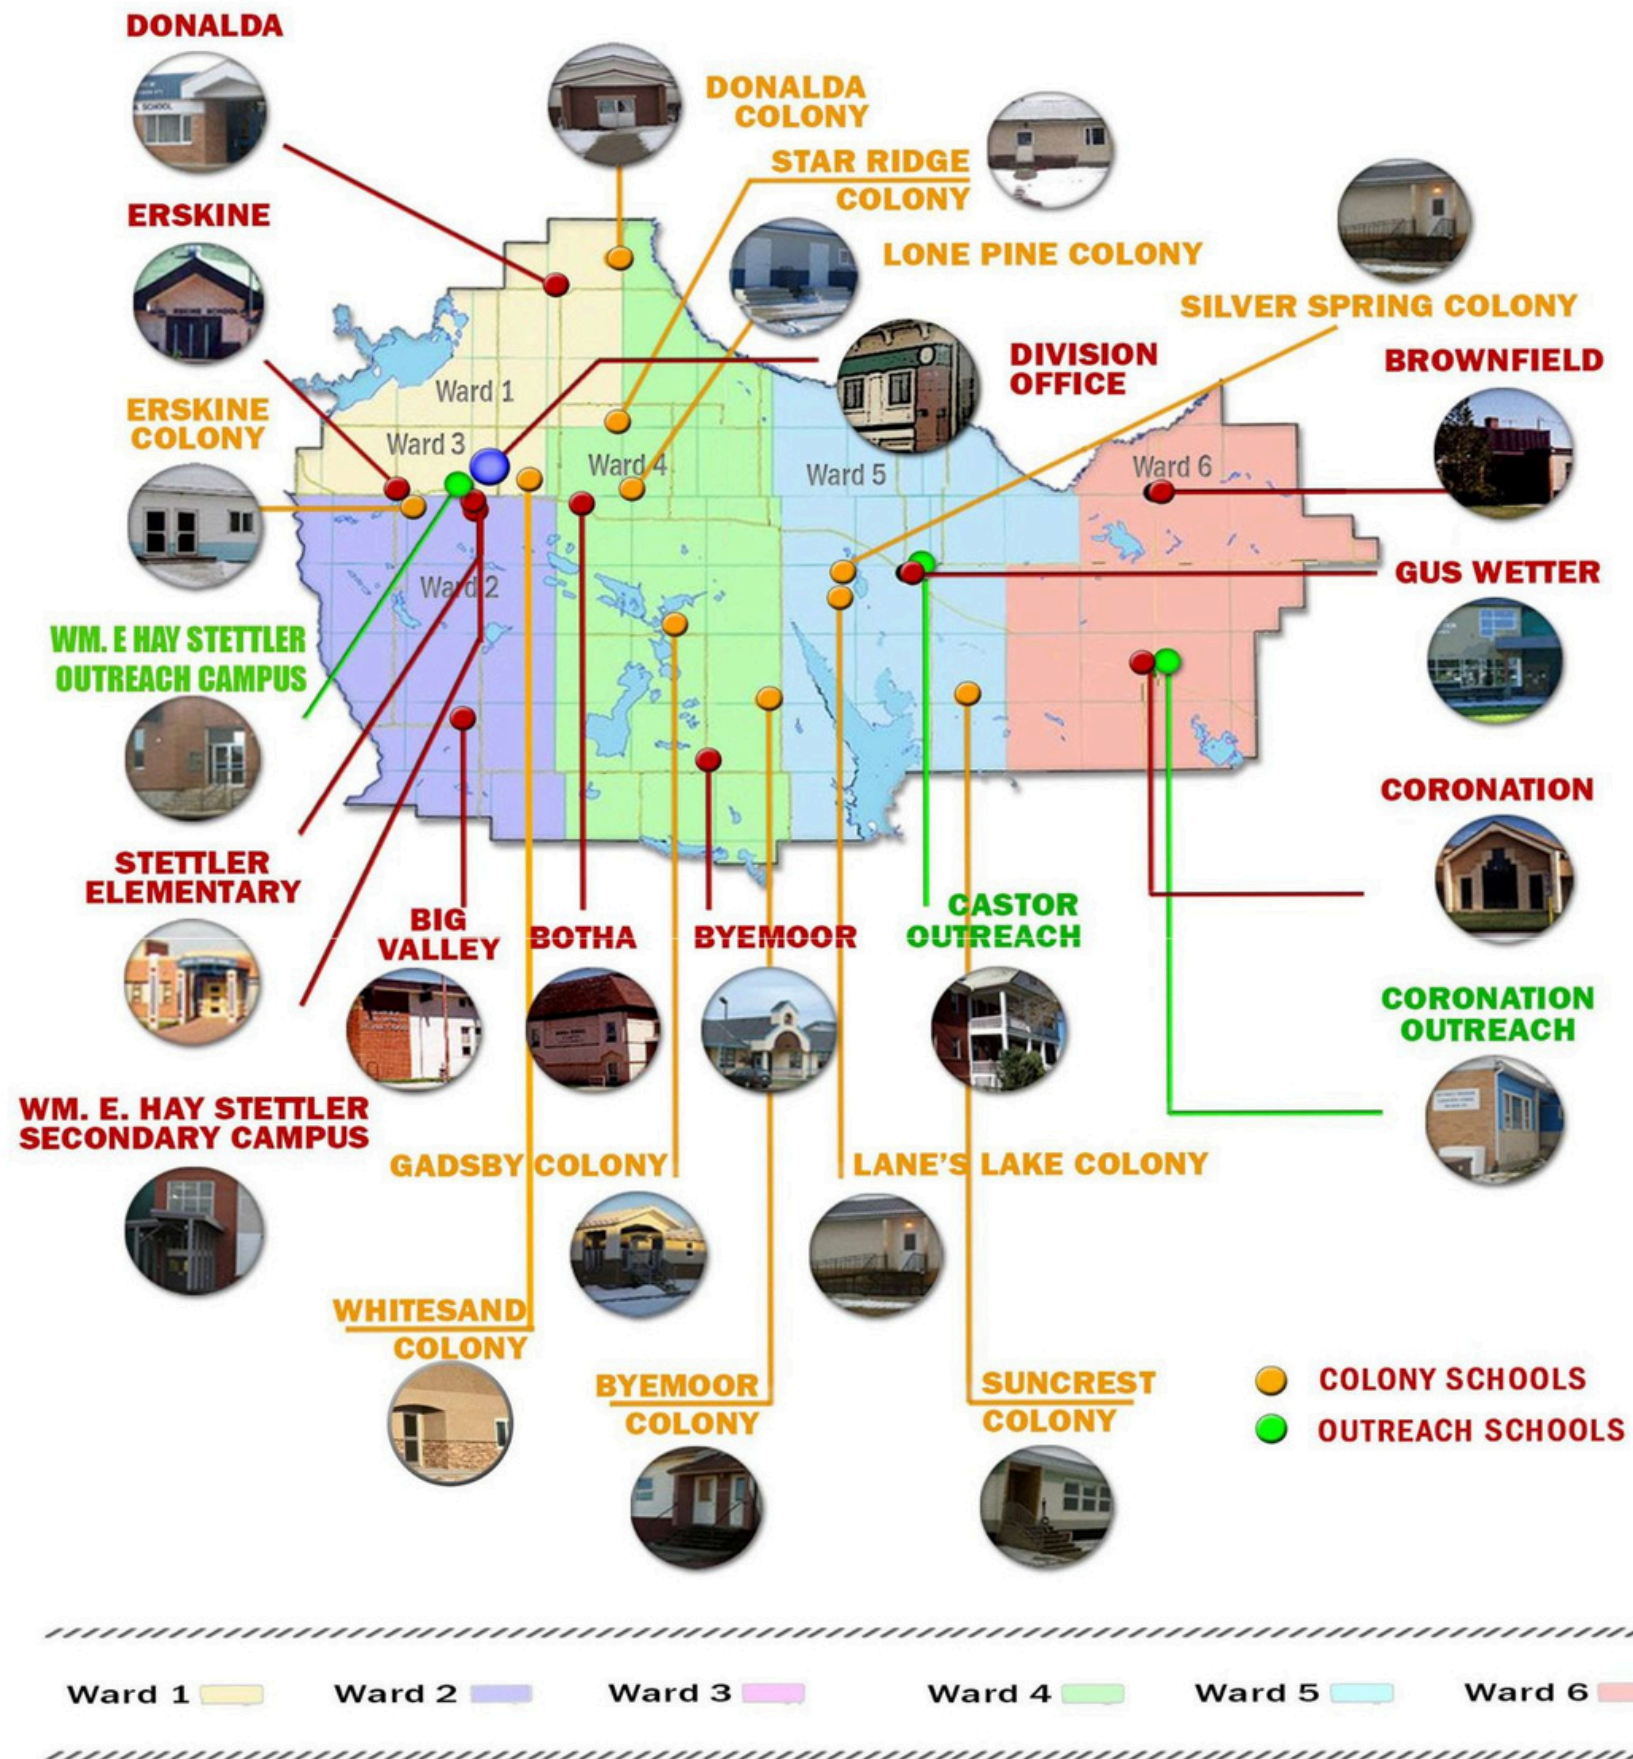 DONALDA
DONALDA
COLONY
STAR RIDGE
COLONY
ERSKINE
LONE PINE COLONY
SILVER SPRING COLONY
DIVISION
OFFICE
BROWNFIELD
ERSKINE
COLONY
Ward 1
Ward 3
Ward 4
Ward 5
Ward 6
Ward 2
GUS WETTER
WM. E HAY STETTLER
OUTREACH CAMPUS
CORONATION
STETTLER
ELEMENTARY
BIG
VALLEY
BOTHA
BYEMOOR
CASTOR
OUTREACH
CORONATION
OUTREACH
WM. E. HAY STETTLER
SECONDARY CAMPUS
GADSBY COLONY
LANE'S LAKE COLONY
WHITESAND
COLONY
BYEMOOR
COLONY
SUNCREST
COLONY
COLONY SCHOOLS
OUTREACH SCHOOLS
Ward 1
Ward 2
Ward 3
Ward 4
Ward 5
Ward 6